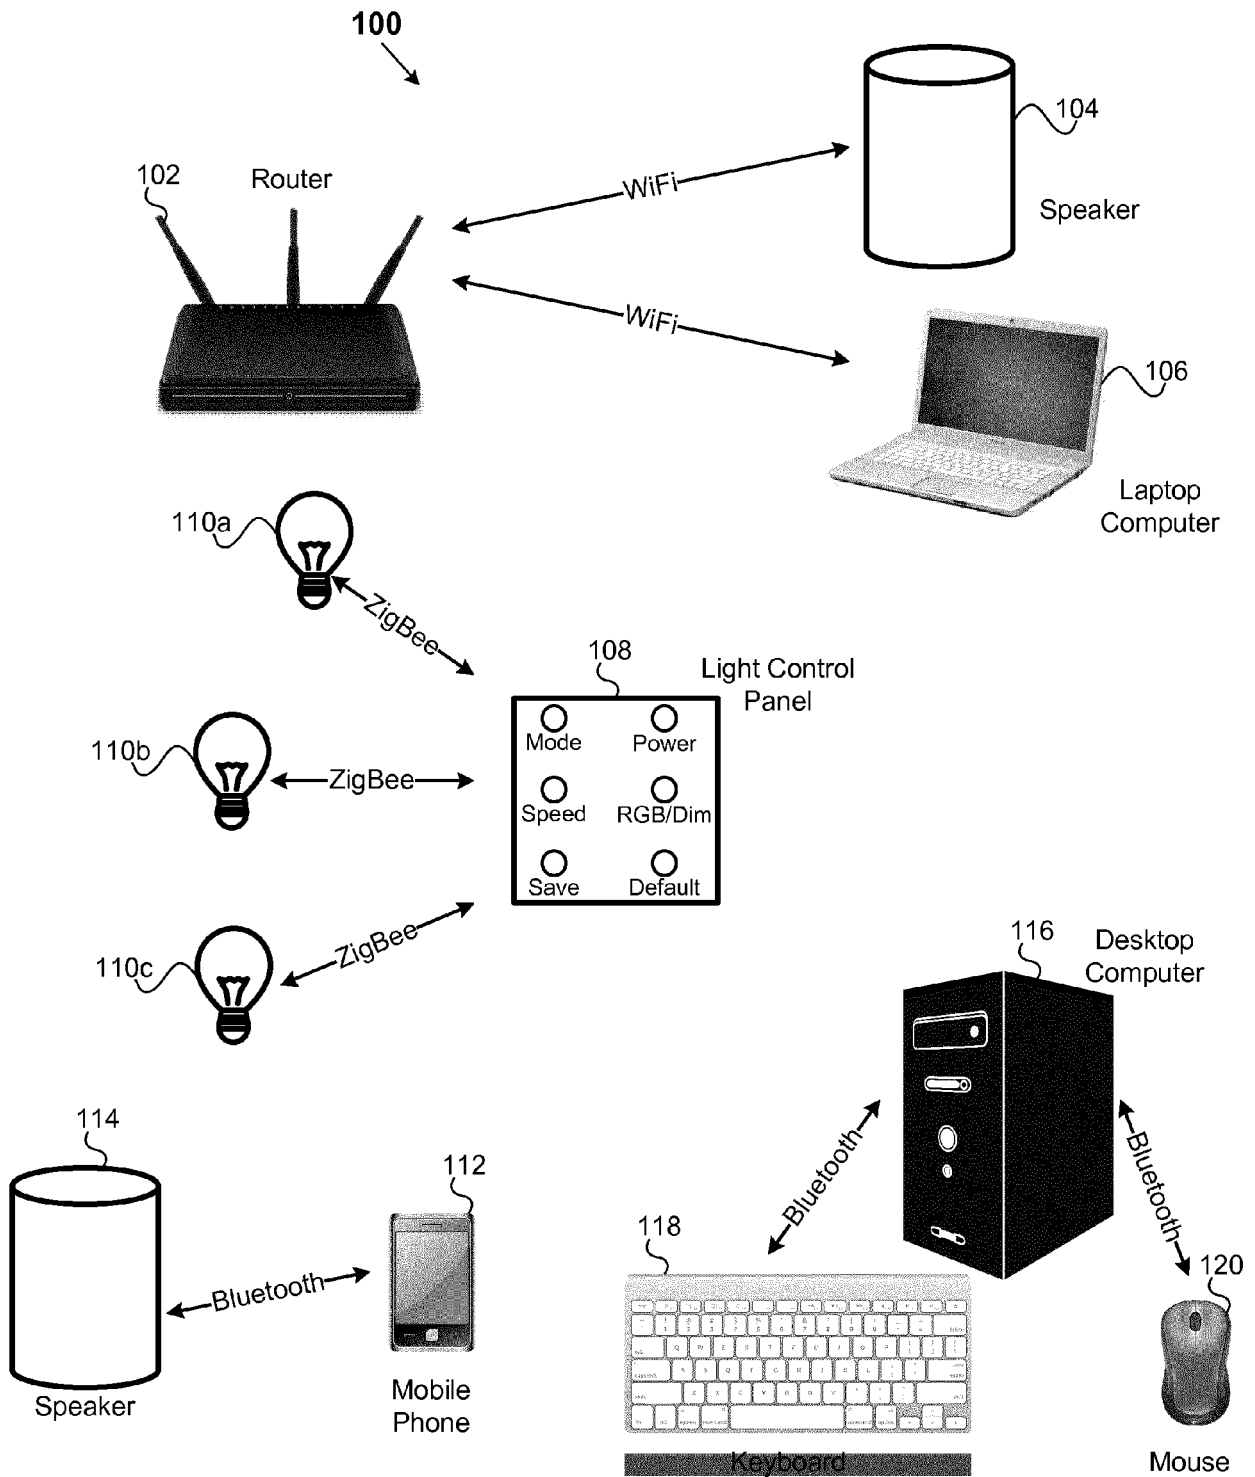 100
102
Router
WiFi
104
Speaker
WiFi
106
Laptop
Computer
110a
ZigBee
108
Light Control
Panel
Mode
Power
110b
ZigBee
Speed
RGB/Dim
Save
Default
110c
ZigBee
116
Desktop
Computer
114
Bluetooth
Bluetooth
112
118
120
Bluetooth
Speaker
Mobile
Phone
Keyboard
Mouse